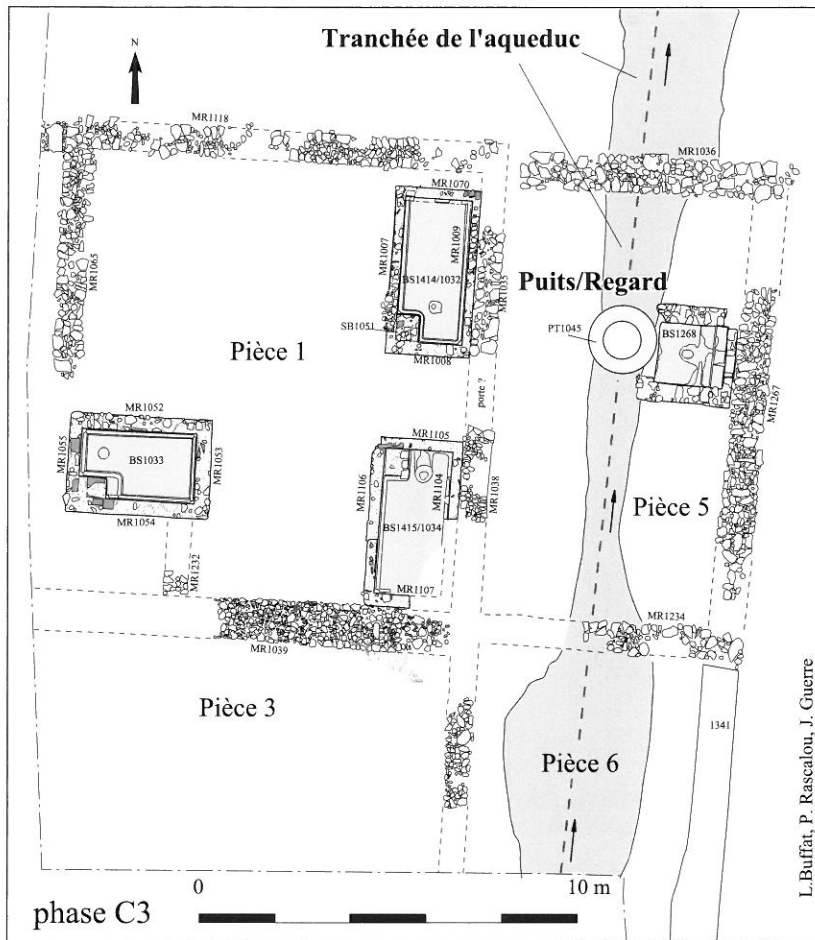 Tranchée de l'aqueduc
N
MR1118
MR1036
MR1070
MR1065
MR1007
MR1009
BS1414/1032
MR1035
Puits/Regard
SB1051
PT1045
BS1268
Pièce 1
MR1008
MR1267
porte ?
MR1052
MR1105
MR1055
BS1033
MR1053
MR1106
MR1104
MR1038
BS1415/1034
Pièce 5
MR1054
MR1232
MR1107
MR1234
MR1039
Pièce 3
1341
Pièce 6
L.Buffat, P. Rascalou, J. Guerre
0
10 m
phase C3